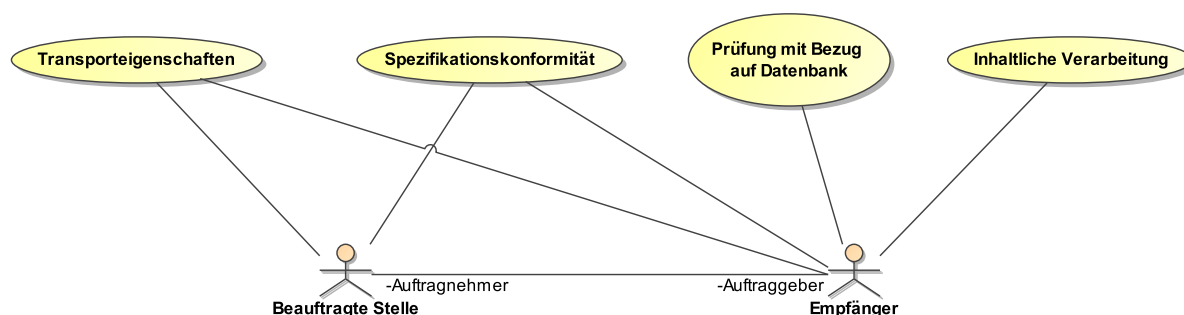 Transporteigenschaften
Spezifikationskonformität
Prüfung mit Bezug
auf Datenbank
Inhaltliche Verarbeitung
-Auftragnehmer
-Auftraggeber
Beauftragte Stelle
Empfänger